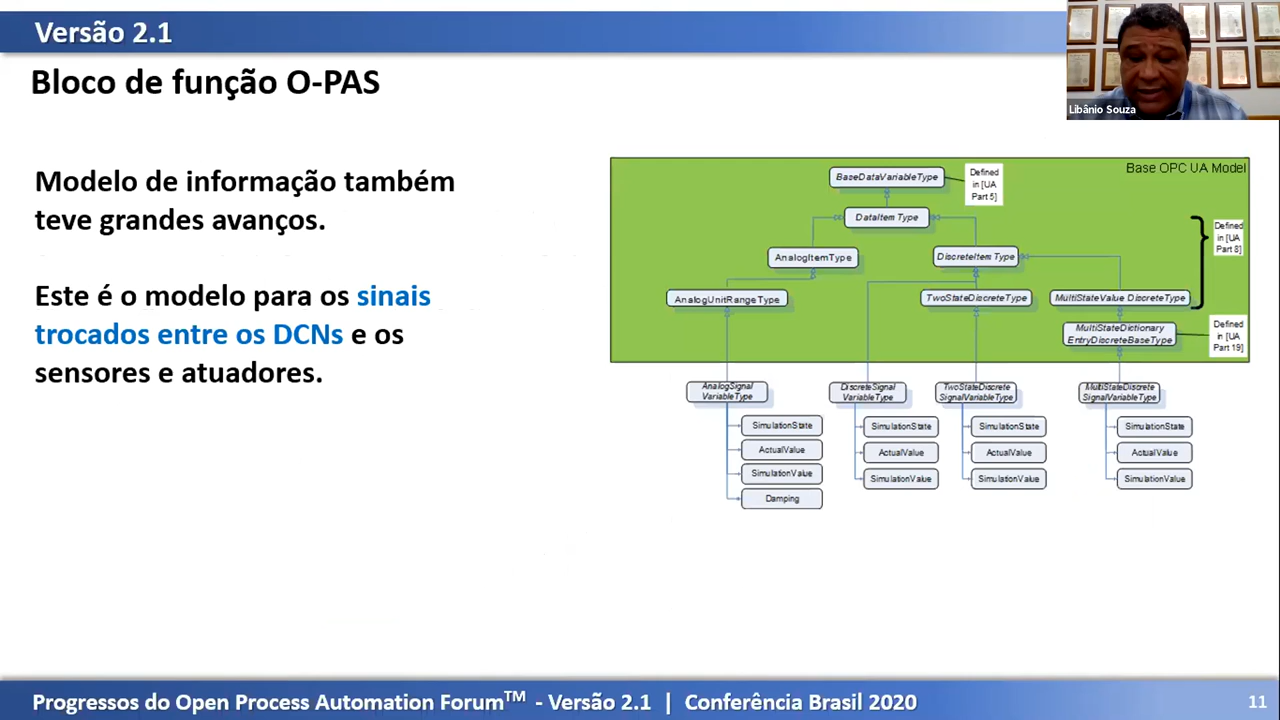 Versão 2.1
Libânio Souza
Bloco de função O-PAS
Modelo de informação também
teve grandes avanços.
Este é o modelo para os sinais
trocados entre os DCNs e os
sensores e atuadores.
Base OPC UA Model
BaseDataVariableType
Defined
in [UA
Part 5]
DataItem Type
AnalogItemType
DiscreteItem Type
Defined
in [UA
Part 8]
AnalogUnitRangeType
TwoStateDiscreteType
MultiStateValue DiscreteType
MultiStateDictionary
EntryDiscreteBaseType
Defined
in [UA
Part 19]
AnalogSignal
VariableType
SimulationState
ActualValue
SimulationValue
Damping
DiscreteSignal
VariableType
SimulationState
ActualValue
SimulationValue
TwoStateDiscrete
SignalVariableType
SimulationState
ActualValue
SimulationValue
MultiStateDiscrete
SignalVariableType
SimulationState
ActualValue
SimulationValue
Progressos do Open Process Automation Forum™ - Versão 2.1 | Conferência Brasil 2020
11